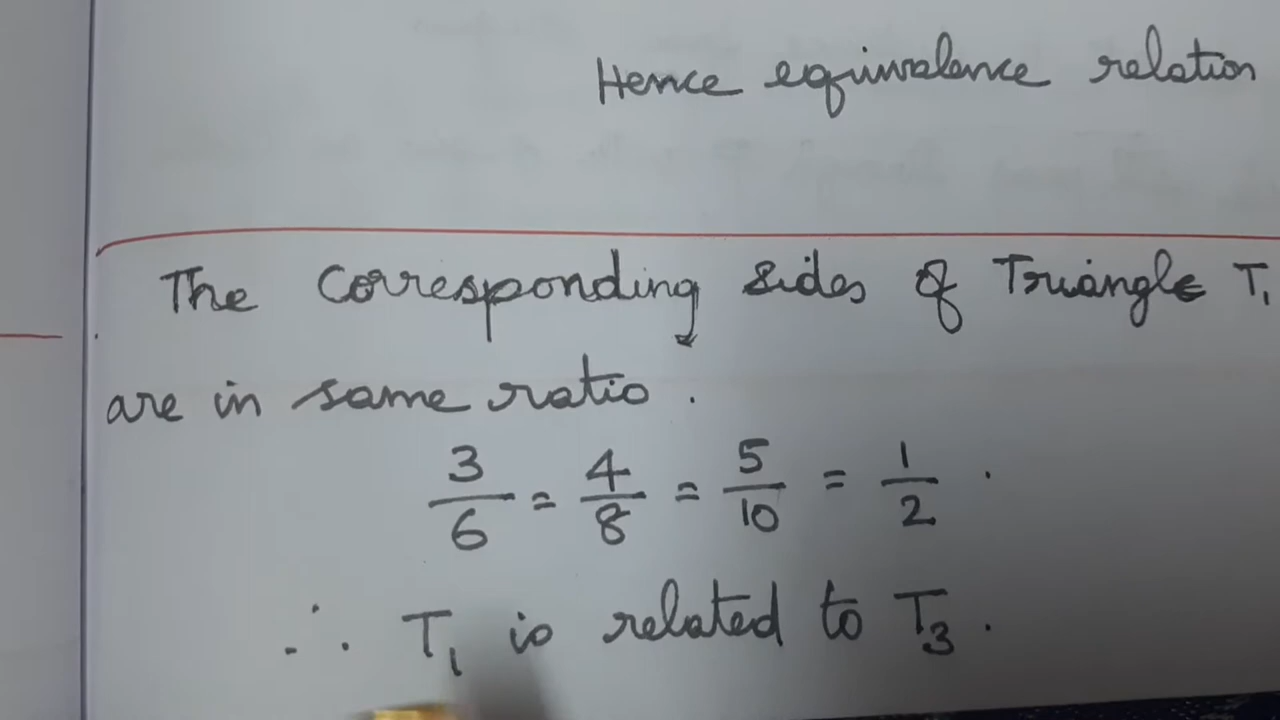 Hence equivalence relation
The Corresponding sides of Triangle T₁
are in same ratio.
3/6 = 4/8 = 5/10 = 1/2 .
∴ T₁ is related to T₃.